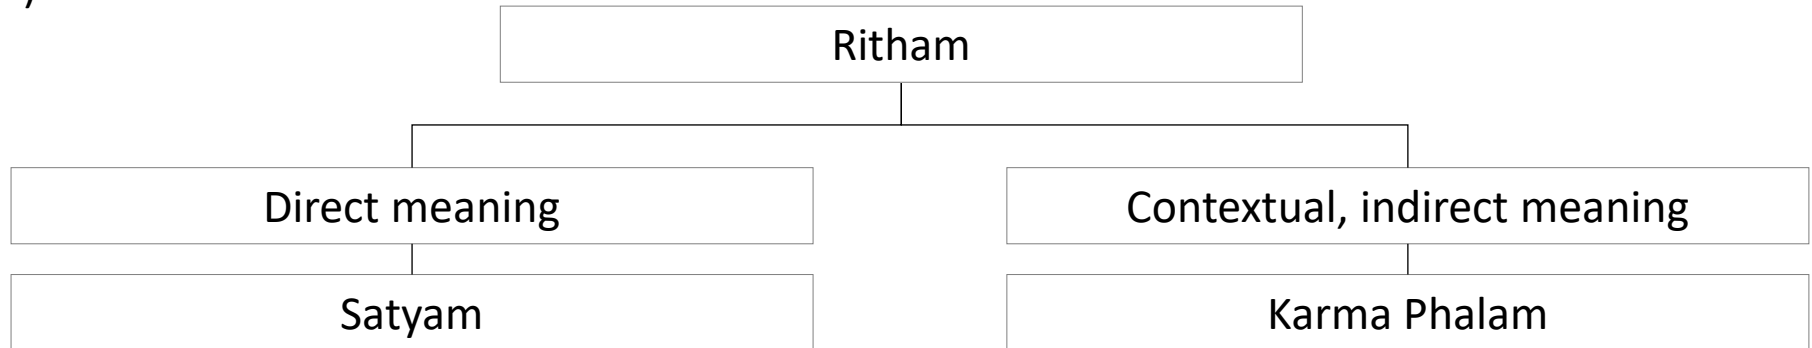 Ritham
Direct meaning
Contextual, indirect meaning
Satyam
Karma Phalam